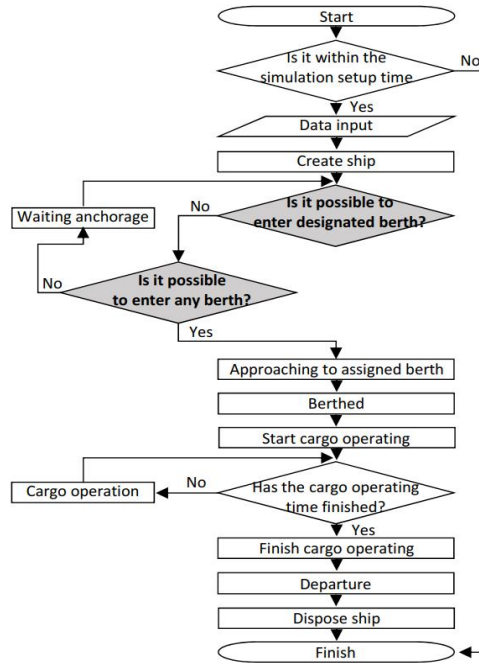 Start
Is it within the
simulation setup time
No
Yes
Data input
Create ship
Is it possible to
enter designated berth?
No
Waiting anchorage
Is it possible
to enter any berth?
No
Yes
Approaching to assigned berth
Berthed
Start cargo operating
Has the cargo operating
time finished?
No
Cargo operation
Yes
Finish cargo operating
Departure
Dispose ship
Finish